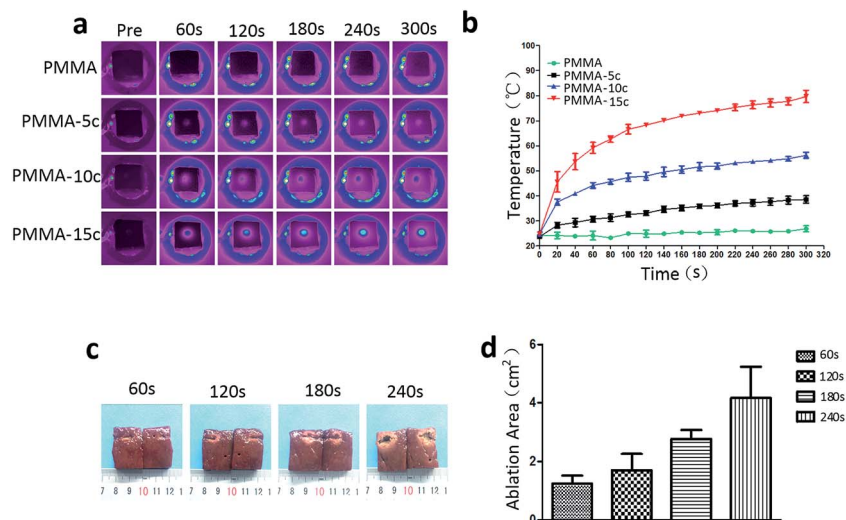 a
Pre 60s 120s 180s 240s 300s
PMMA
PMMA-5c
PMMA-10c
PMMA-15c
b
Temperature (℃)
100
90
80
70
60
50
40
30
20
PMMA
PMMA-5c
PMMA-10c
PMMA-15c
0 20 40 60 80 100 120 140 160 180 200 220 240 260 280 300 320
Time (s)
c
60s 120s 180s 240s
7 8 9 10 11 12 1 7 8 9 10 11 12 1 7 8 9 10 11 12 1 7 8 9 10 11 12 1
d
Ablation Area (cm²)
6
4
2
0
60s
120s
180s
240s